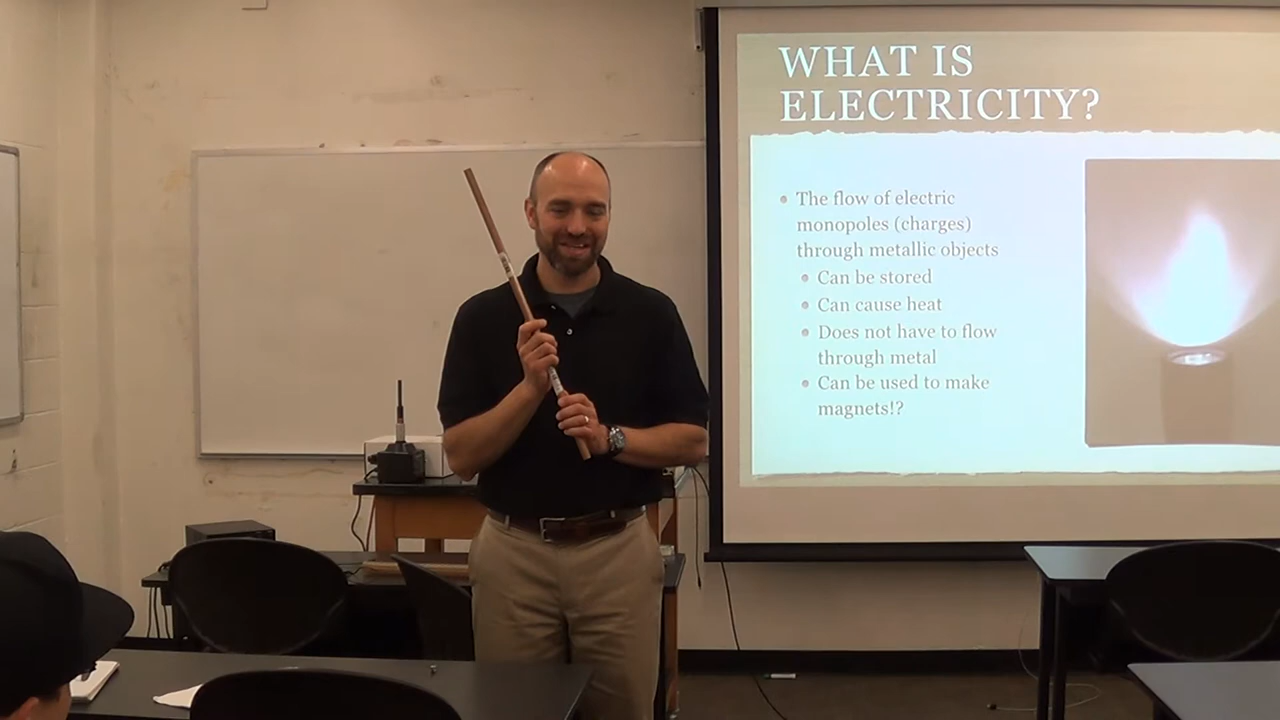 WHAT IS
ELECTRICITY?
The flow of electric
monopoles (charges)
through metallic objects
Can be stored
Can cause heat
Does not have to flow
through metal
Can be used to make
magnets!?